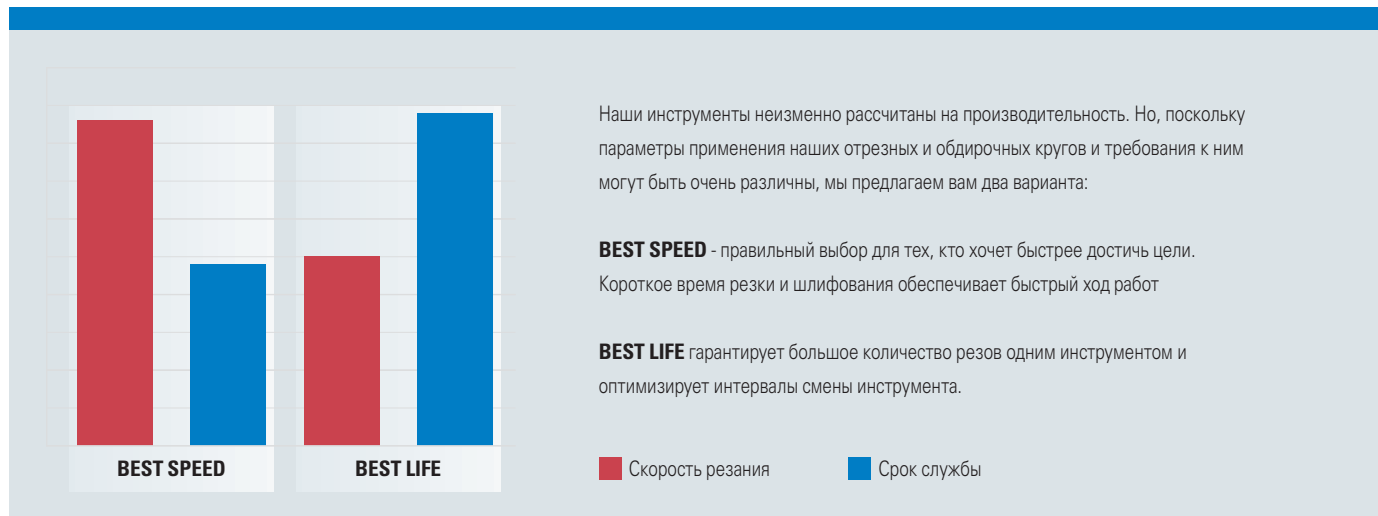 Наши инструменты неизменно рассчитаны на производительность. Но, поскольку
параметры применения наших отрезных и обдирочных кругов и требования к ним
могут быть очень различны, мы предлагаем вам два варианта:
BEST SPEED - правильный выбор для тех, кто хочет быстрее достичь цели.
Короткое время резки и шлифования обеспечивает быстрый ход работ
BEST LIFE гарантирует большое количество резов одним инструментом и
оптимизирует интервалы смены инструмента.
BEST SPEED
BEST LIFE
Скорость резания
Срок службы